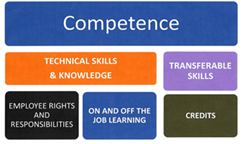 Competence
TECHNICAL SKILLS
& KNOWLEDGE
TRANSFERABLE
SKILLS
EMPLOYEE RIGHTS
AND
RESPONSIBILITIES
ON AND OFF THE
JOB LEARNING
CREDITS